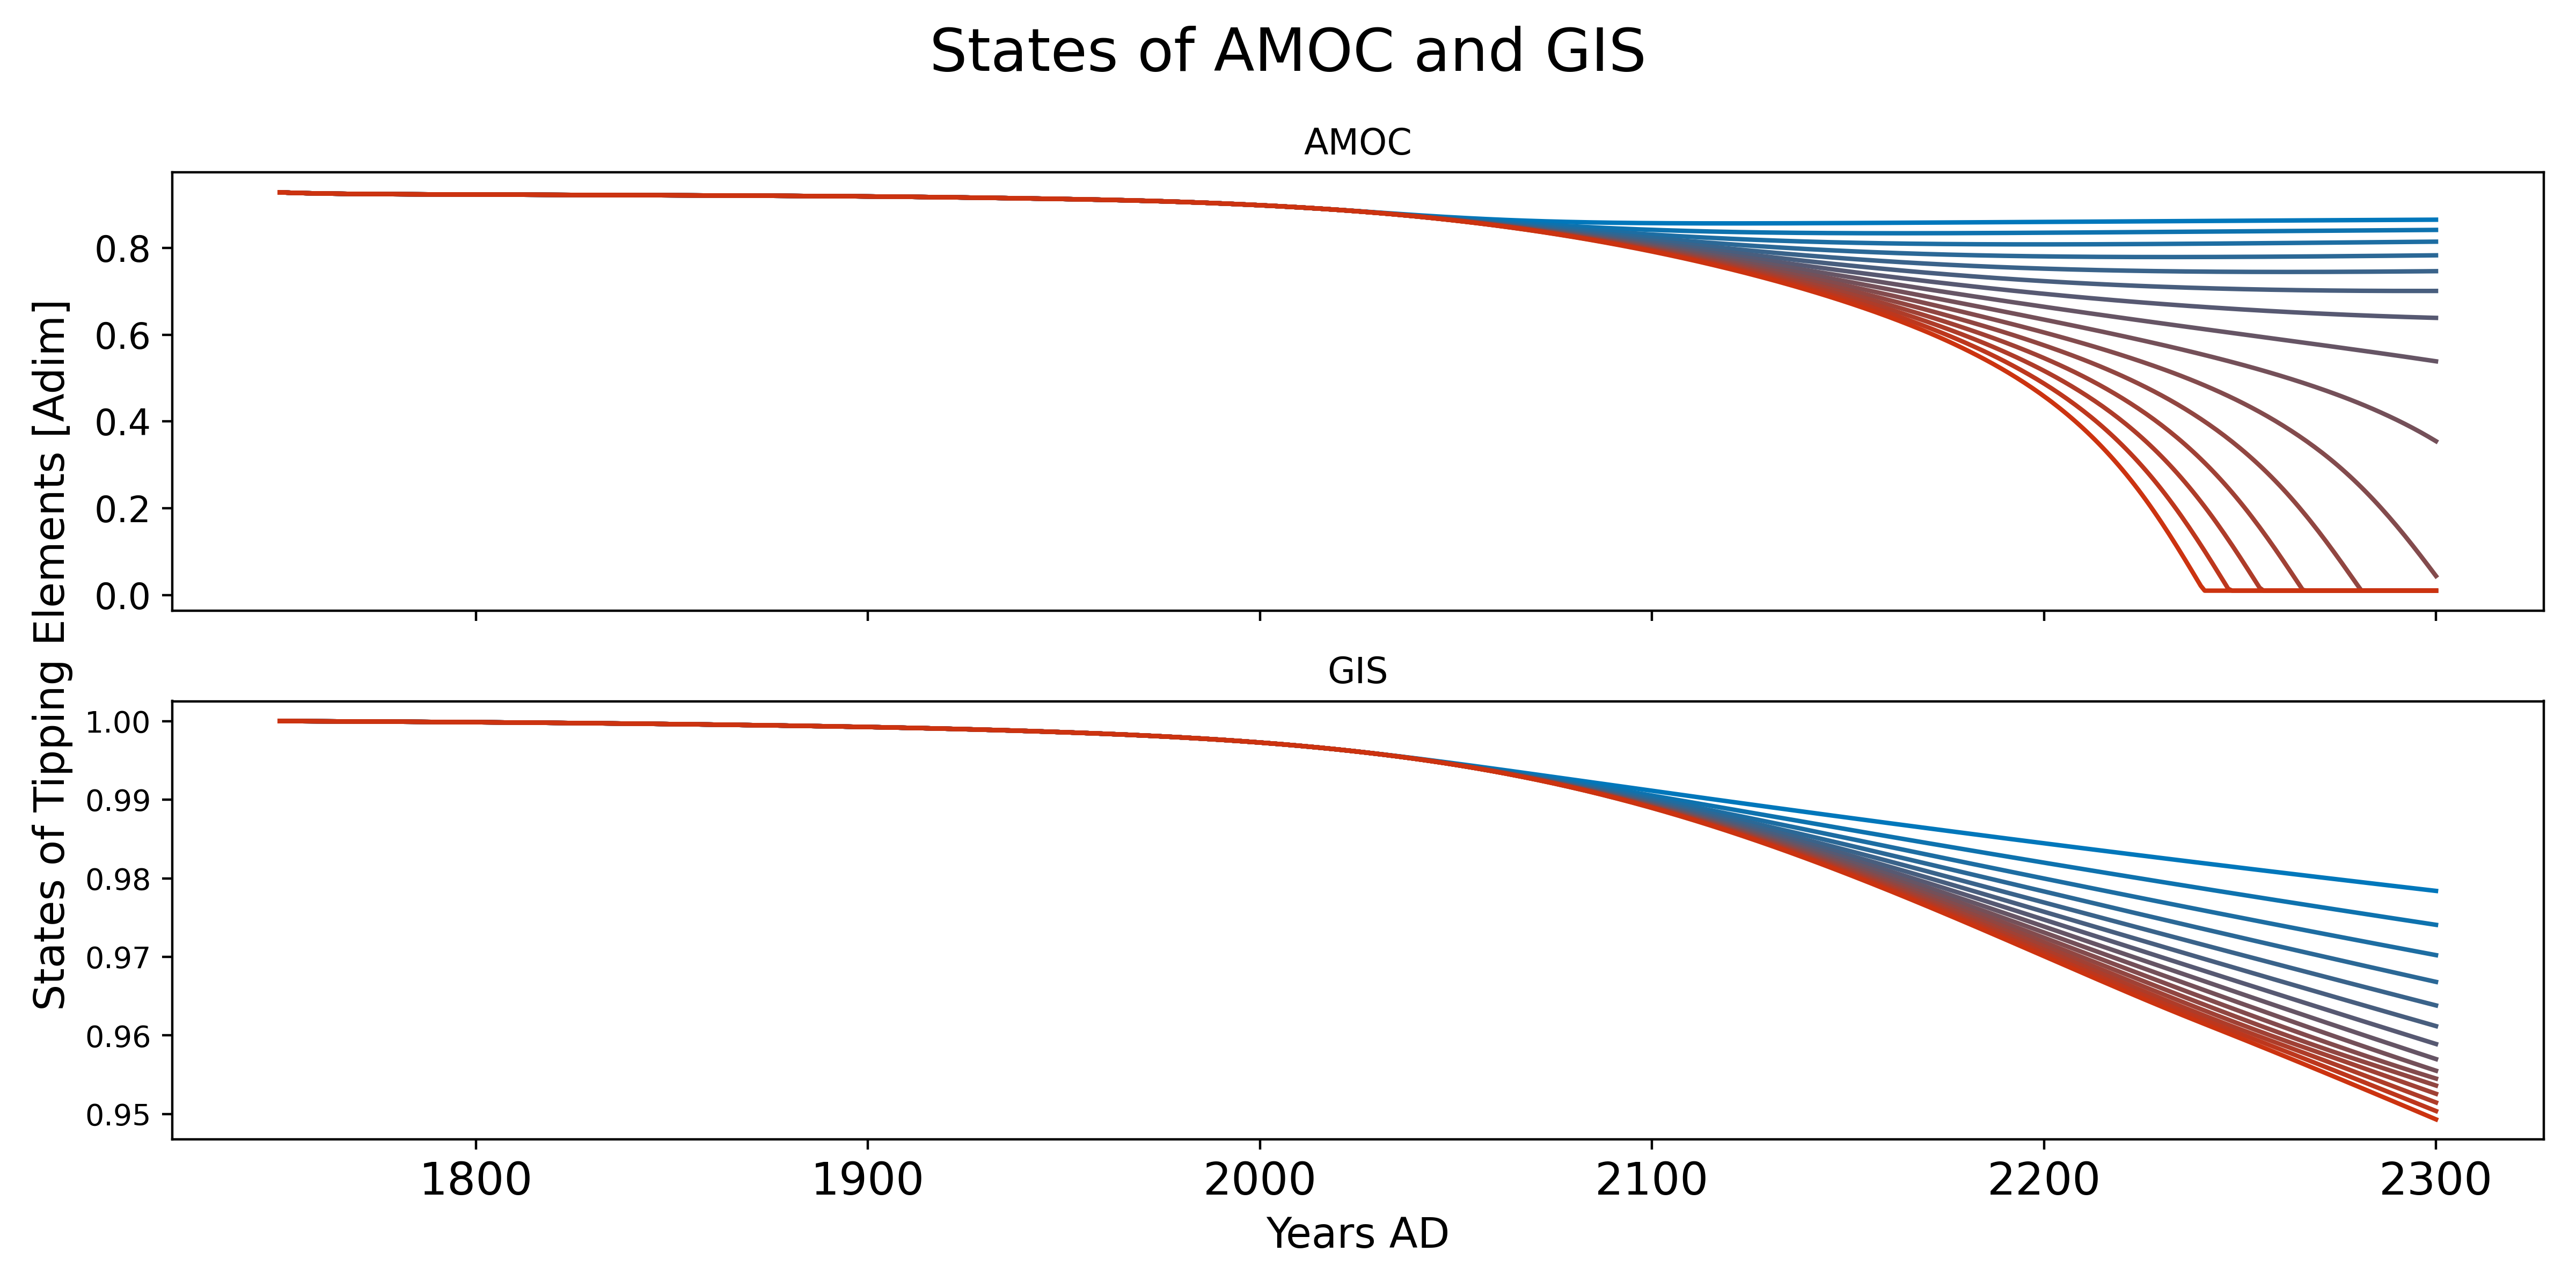 States of AMOC and GIS
AMOC
0.8
0.6
0.4
0.2
0.0
States of Tipping Elements [Adim]
GIS
1.00
0.99
0.98
0.97
0.96
0.95
1800 1900 2000 2100 2200 2300
Years AD